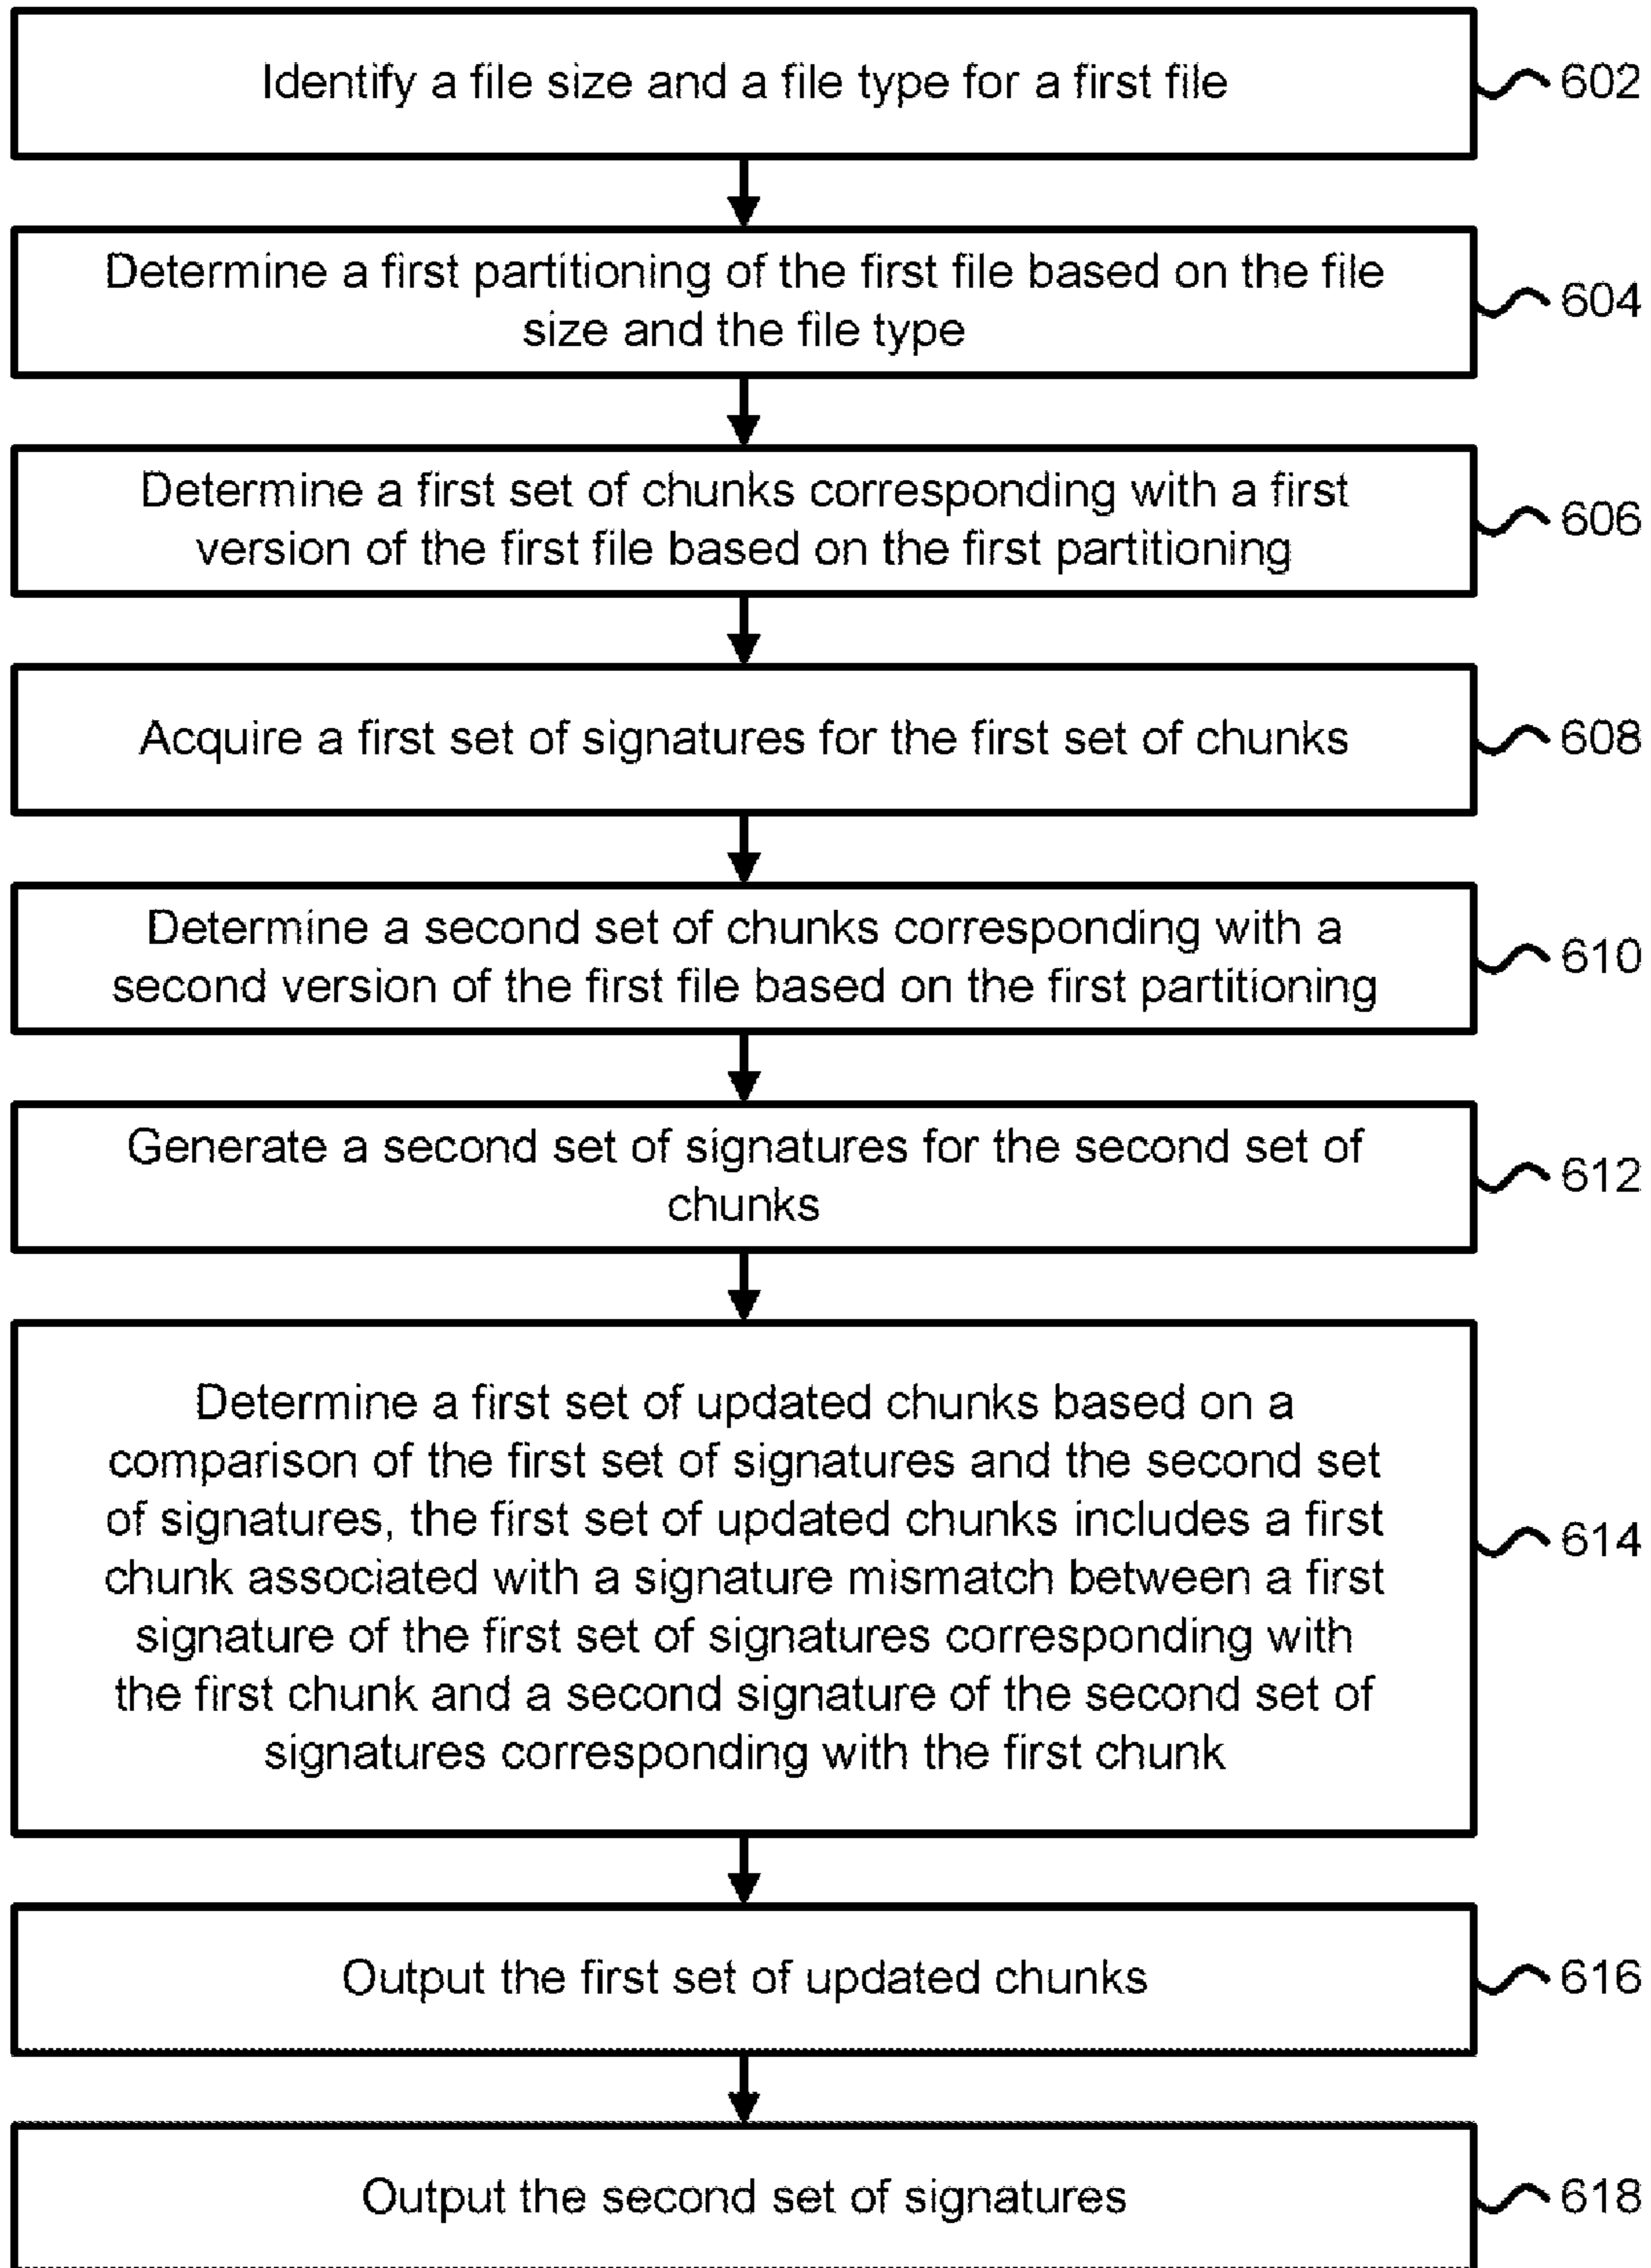 Identify a file size and a file type for a first file
602
Determine a first partitioning of the first file based on the file
size and the file type
604
Determine a first set of chunks corresponding with a first
version of the first file based on the first partitioning
606
Acquire a first set of signatures for the first set of chunks
608
Determine a second set of chunks corresponding with a
second version of the first file based on the first partitioning
610
Generate a second set of signatures for the second set of
chunks
612
Determine a first set of updated chunks based on a
comparison of the first set of signatures and the second set
of signatures, the first set of updated chunks includes a first
chunk associated with a signature mismatch between a first
signature of the first set of signatures corresponding with
the first chunk and a second signature of the second set of
signatures corresponding with the first chunk
614
Output the first set of updated chunks
616
Output the second set of signatures
618